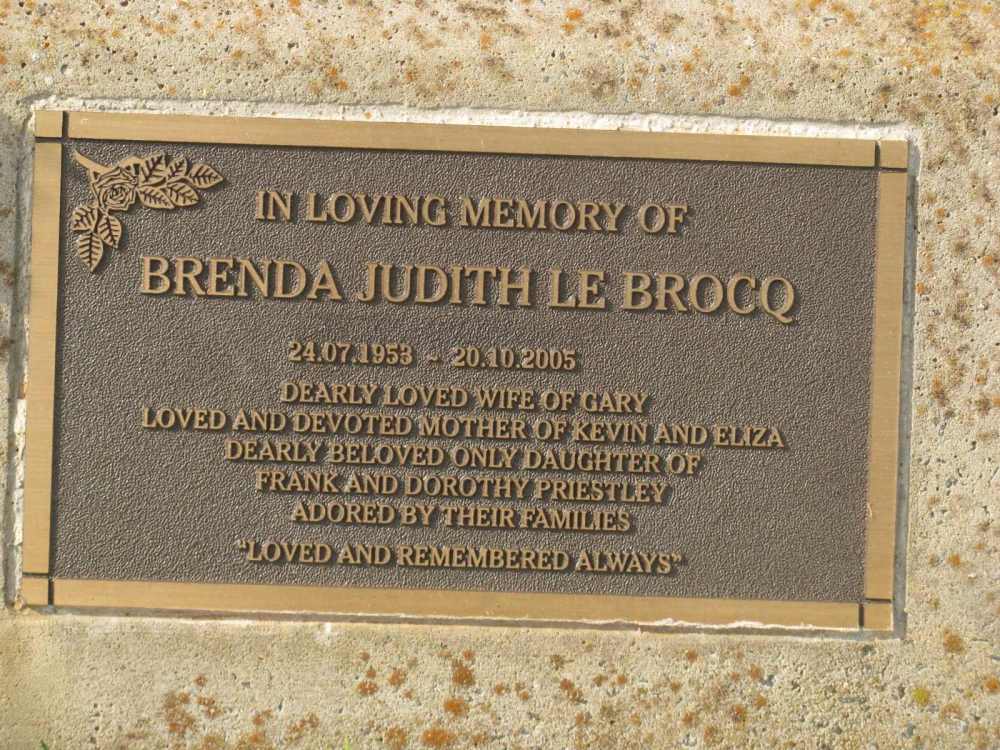 IN LOVING MEMORY OF
BRENDA JUDITH LE BROCQ
24.07.1953 - 20.10.2005
DEARLY LOVED WIFE OF GARY
LOVED AND DEVOTED MOTHER OF KEVIN AND ELIZA
DEARLY BELOVED ONLY DAUGHTER OF
FRANK AND DOROTHY PRIESTLEY
ADORED BY THEIR FAMILIES
"LOVED AND REMEMBERED ALWAYS"